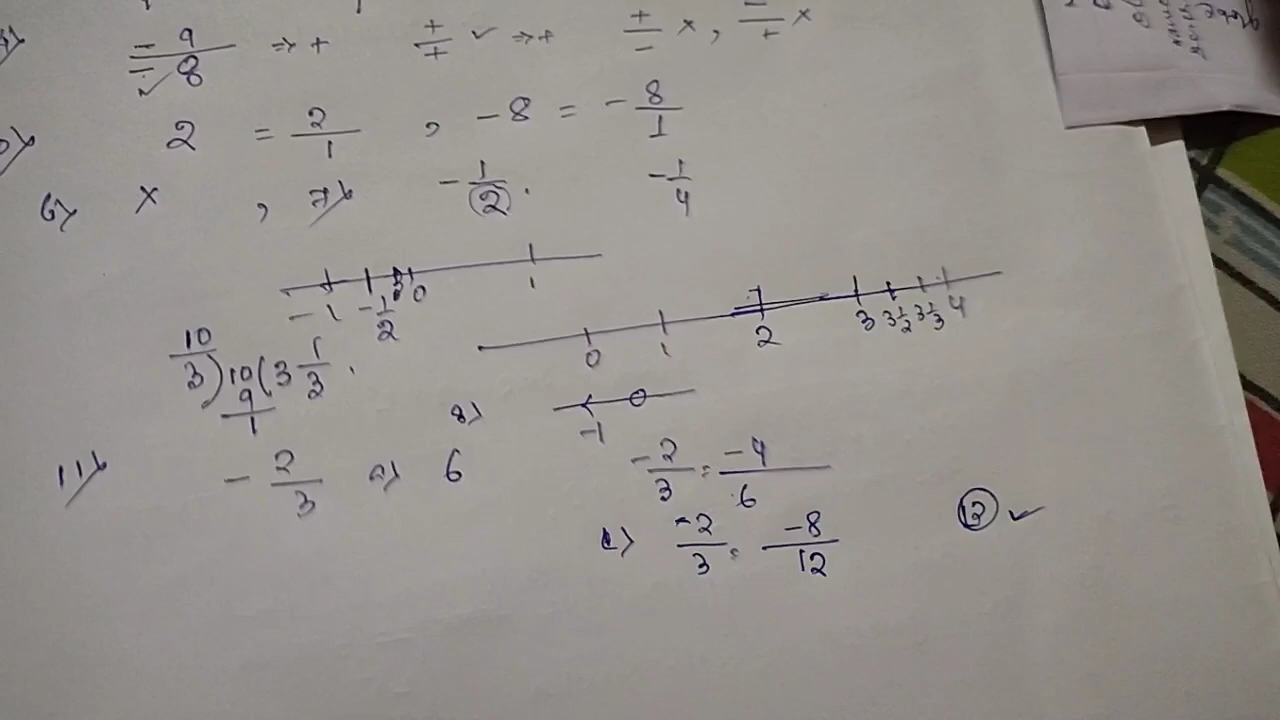 -9/-8 ⇒ + +/+ ✓ ⇒ + +/- ×, -/+ ×
2 = 2/1 , -8 = -8/1
6) × , 7) -1/2. -1/4
-1 -1/2 0 1
0 1 2 3 3 1/2 3 1/3 4
10/3 3)10(3 1/3.
9
1
8) -1 0
11) -2/3 a) 6 -2/3 = -4/6
c) -2/3 = -8/12 12 ✓